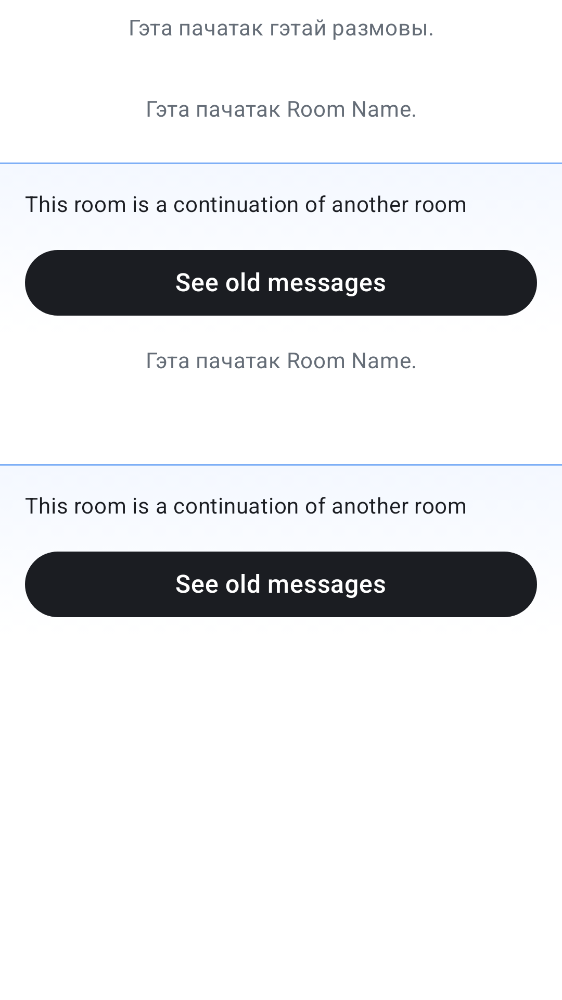 Гэта пачатак гэтай размовы.
Гэта пачатак Room Name.
This room is a continuation of another room
See old messages
Гэта пачатак Room Name.
This room is a continuation of another room
See old messages